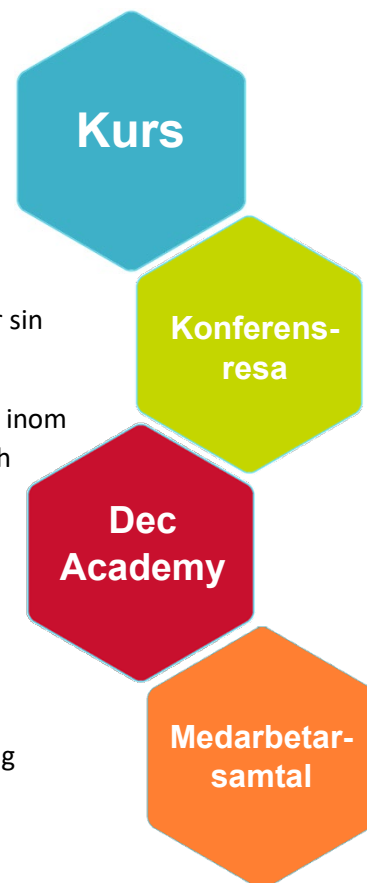 Kurs
sin
Konferens-
resa
inom
Dec
Academy
Medarbetar-
samtal